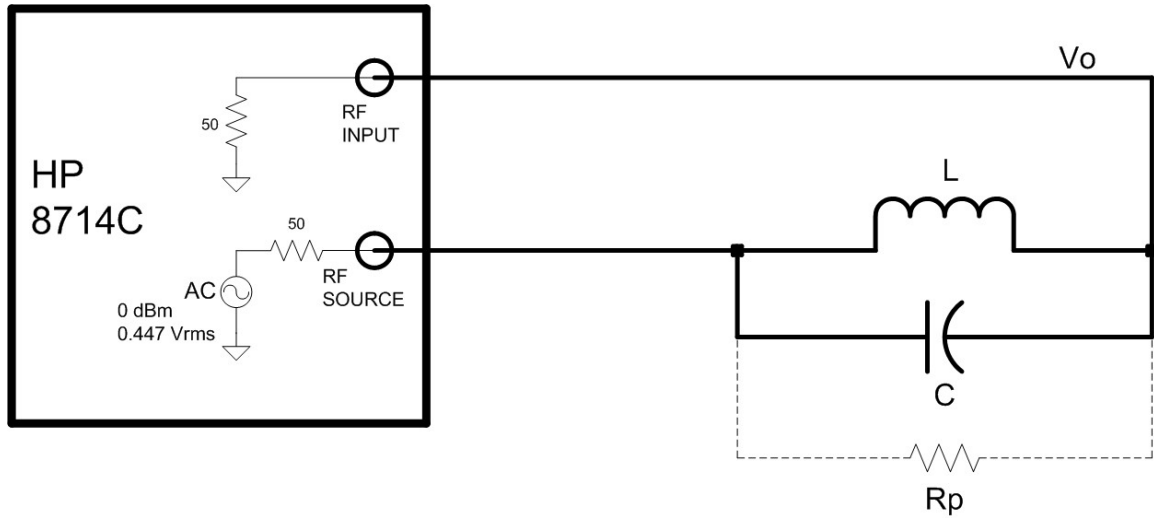 Vo
50
RF
INPUT
L
HP
8714C
50
AC
RF
SOURCE
0 dBm
0.447 Vrms
C
Rp